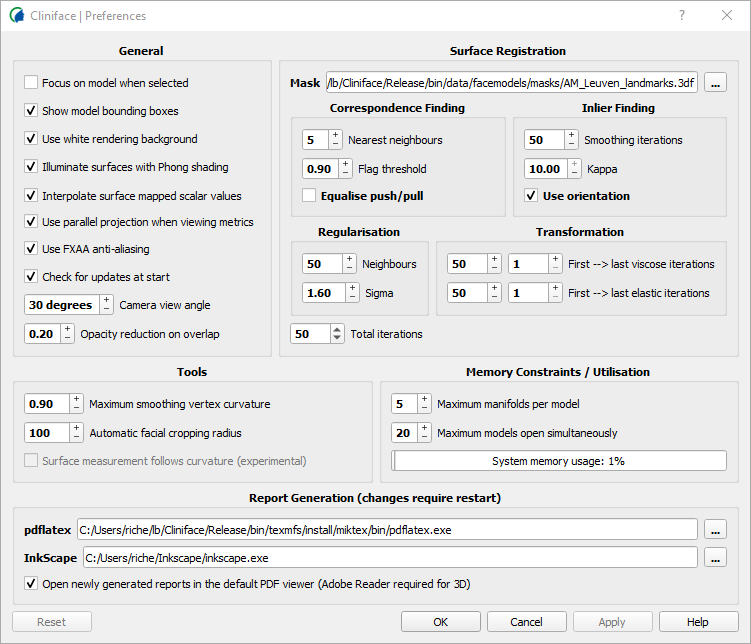 Cliniface | Preferences
General
Focus on model when selected
Show model bounding boxes
Use white rendering background
Illuminate surfaces with Phong shading
Interpolate surface mapped scalar values
Use parallel projection when viewing metrics
Use FXAA anti-aliasing
Check for updates at start
30 degrees Camera view angle
0.20 Opacity reduction on overlap
Surface Registration
Mask /lb/Cliniface/Release/bin/data/facemodels/masks/AM_Leuven_landmarks.3df ...
Correspondence Finding
5 Nearest neighbours
0.90 Flag threshold
Equalise push/pull
Inlier Finding
50 Smoothing iterations
10.00 Kappa
Use orientation
Regularisation
50 Neighbours
1.60 Sigma
Transformation
50 1 First --> last viscose iterations
50 1 First --> last elastic iterations
50 Total iterations
Tools
0.90 Maximum smoothing vertex curvature
100 Automatic facial cropping radius
Surface measurement follows curvature (experimental)
Memory Constraints / Utilisation
5 Maximum manifolds per model
20 Maximum models open simultaneously
System memory usage: 1%
Report Generation (changes require restart)
pdflatex C:/Users/riche/lb/Cliniface/Release/bin/texmfs/install/miktex/bin/pdflatex.exe ...
InkScape C:/Users/riche/Inkscape/inkscape.exe ...
Open newly generated reports in the default PDF viewer (Adobe Reader required for 3D)
Reset OK Cancel Apply Help